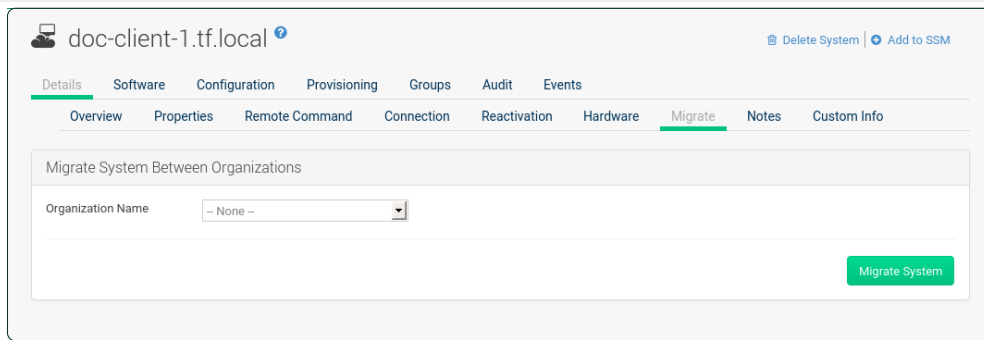 doc-client-1.tf.local ?
Delete System | Add to SSM
Details Software Configuration Provisioning Groups Audit Events
Overview Properties Remote Command Connection Reactivation Hardware Migrate Notes Custom Info
Migrate System Between Organizations
Organization Name -- None --
Migrate System